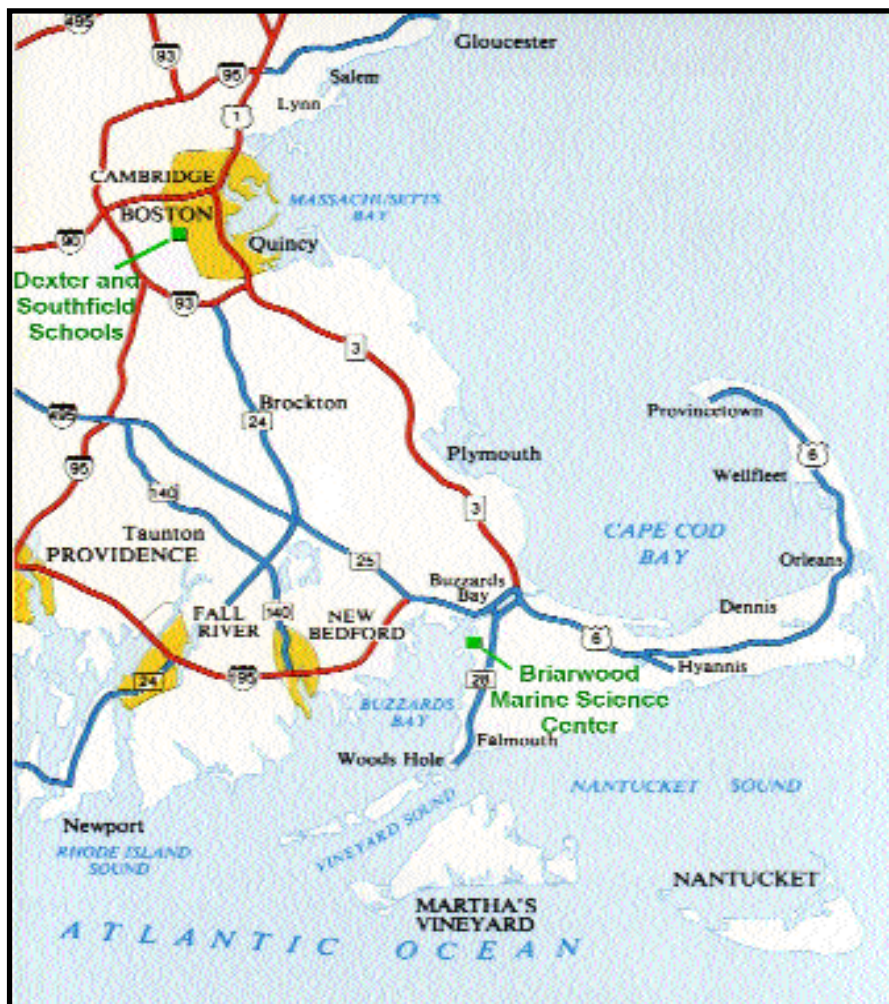 495
Gloucester
93
95
Salem
Lynn
1
CAMBRIDGE
MASSACHUSETTS
BAY
BOSTON
90
Quincy
Dexter and
Southfield
Schools
93
3
Provincetown
495
Brockton
24
6
Plymouth
95
Wellfleet
140
3
Taunton
CAPE COD
BAY
PROVIDENCE
25
Orleans
Buzzards
Bay
FALL
RIVER
140
NEW
BEDFORD
Dennis
6
Hyannis
24
195
28
Briarwood
Marine Science
Center
BUZZARDS
BAY
Falmouth
Woods Hole
NANTUCKET SOUND
VINEYARD SOUND
Newport
RHODE ISLAND
SOUND
NANTUCKET
MARTHA'S
VINEYARD
ATLANTIC OCEAN